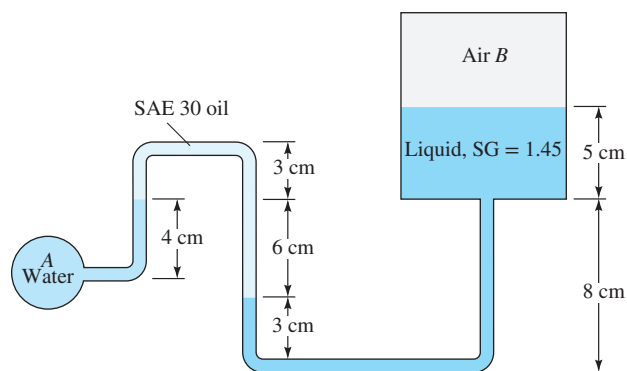 Air B
SAE 30 oil
Liquid, SG = 1.45
5 cm
3 cm
4 cm
6 cm
A
Water
8 cm
3 cm